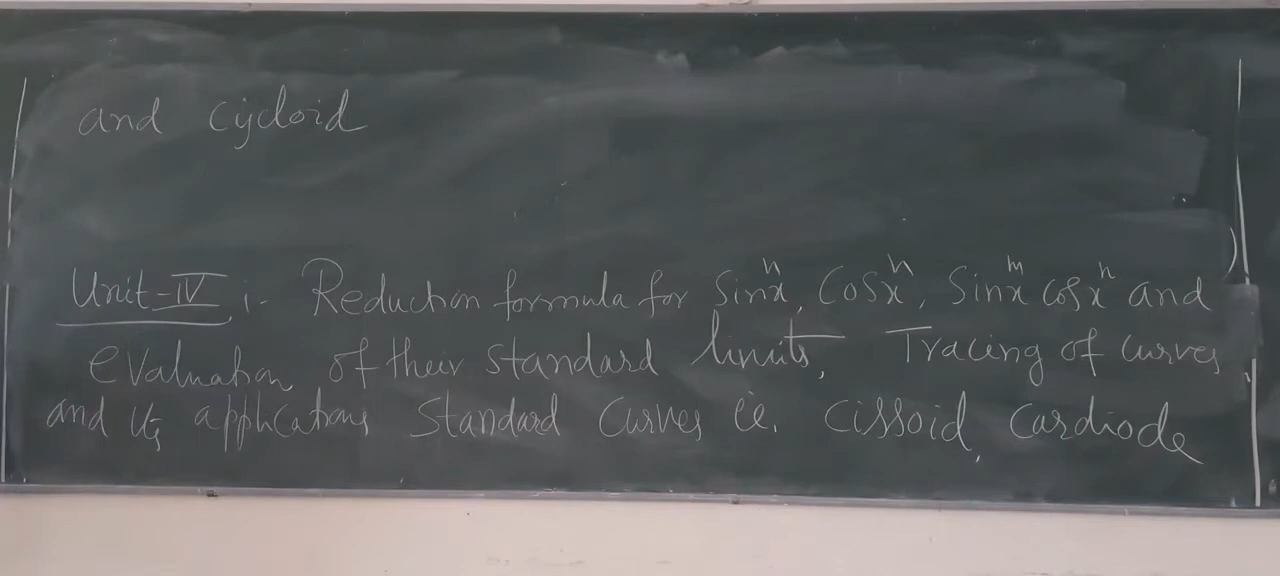 and cycloid
Unit-IV :- Reduction formula for Sinⁿx, Cosⁿx, Sinᵐx cosⁿx and
evaluation of their standard limits, Tracing of curves,
and its applications Standard Curves i.e. cissoid, Cardiode